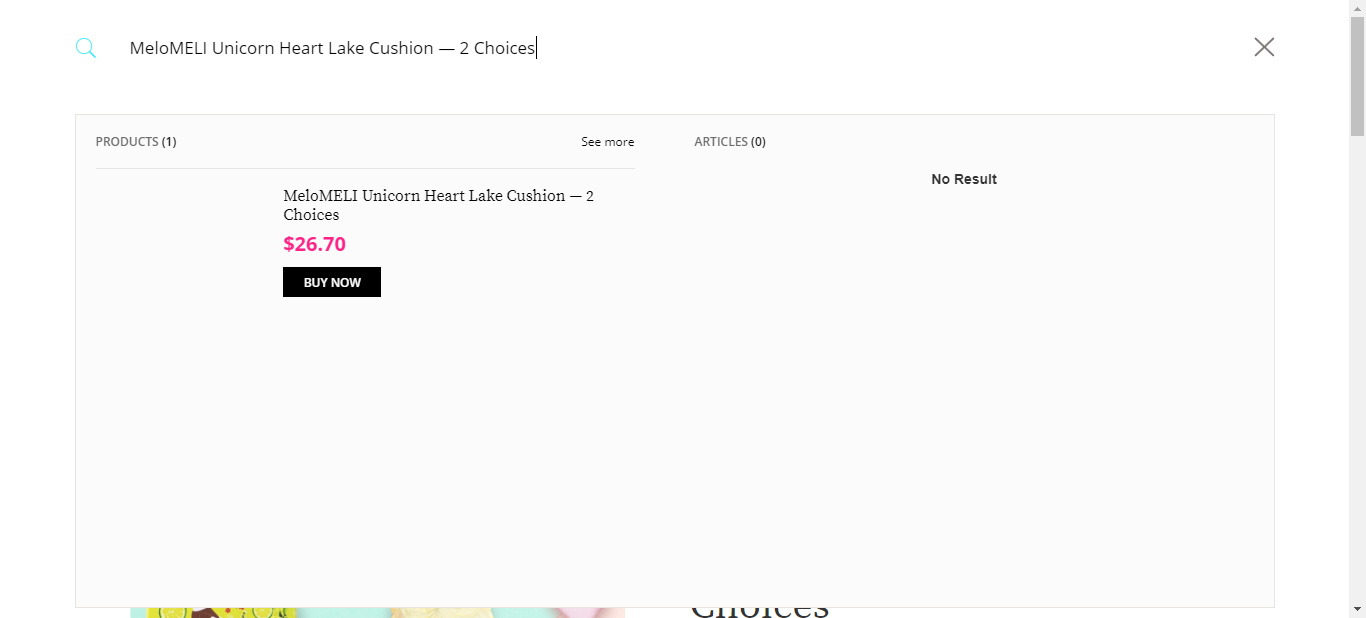 MeloMELI Unicorn Heart Lake Cushion — 2 Choices
PRODUCTS (1)
See more
MeloMELI Unicorn Heart Lake Cushion — 2
Choices
$26.70
BUY NOW
ARTICLES (0)
No Result
Choices